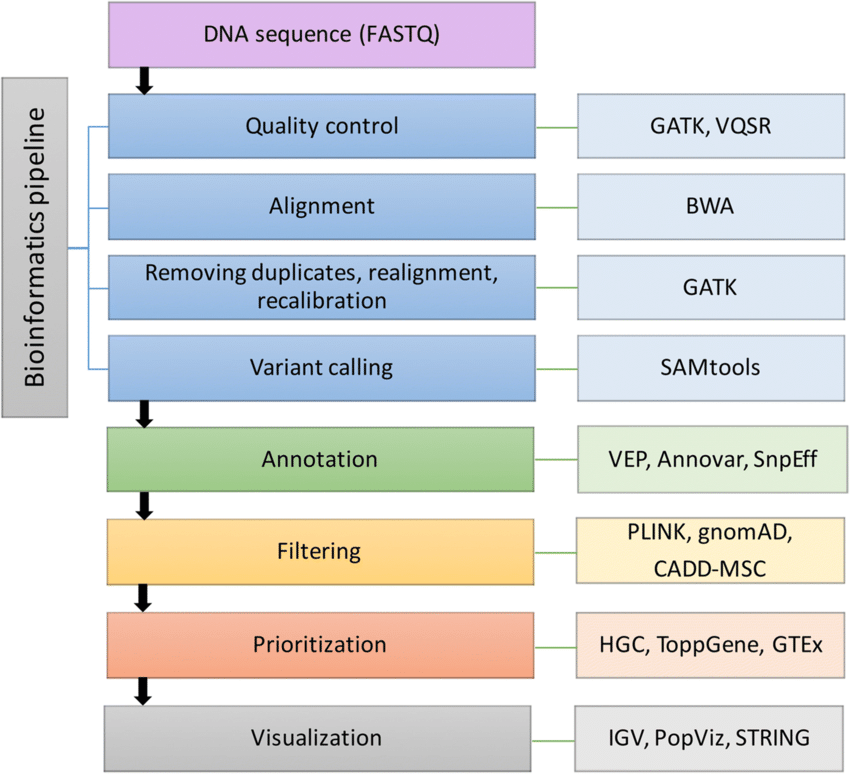 DNA sequence (FASTQ)
Bioinformatics pipeline
Quality control
GATK, VQSR
Alignment
BWA
Removing duplicates, realignment,
recalibration
GATK
Variant calling
SAMtools
Annotation
VEP, Annovar, SnpEff
Filtering
PLINK, gnomAD,
CADD-MSC
Prioritization
HGC, ToppGene, GTEx
Visualization
IGV, PopViz, STRING